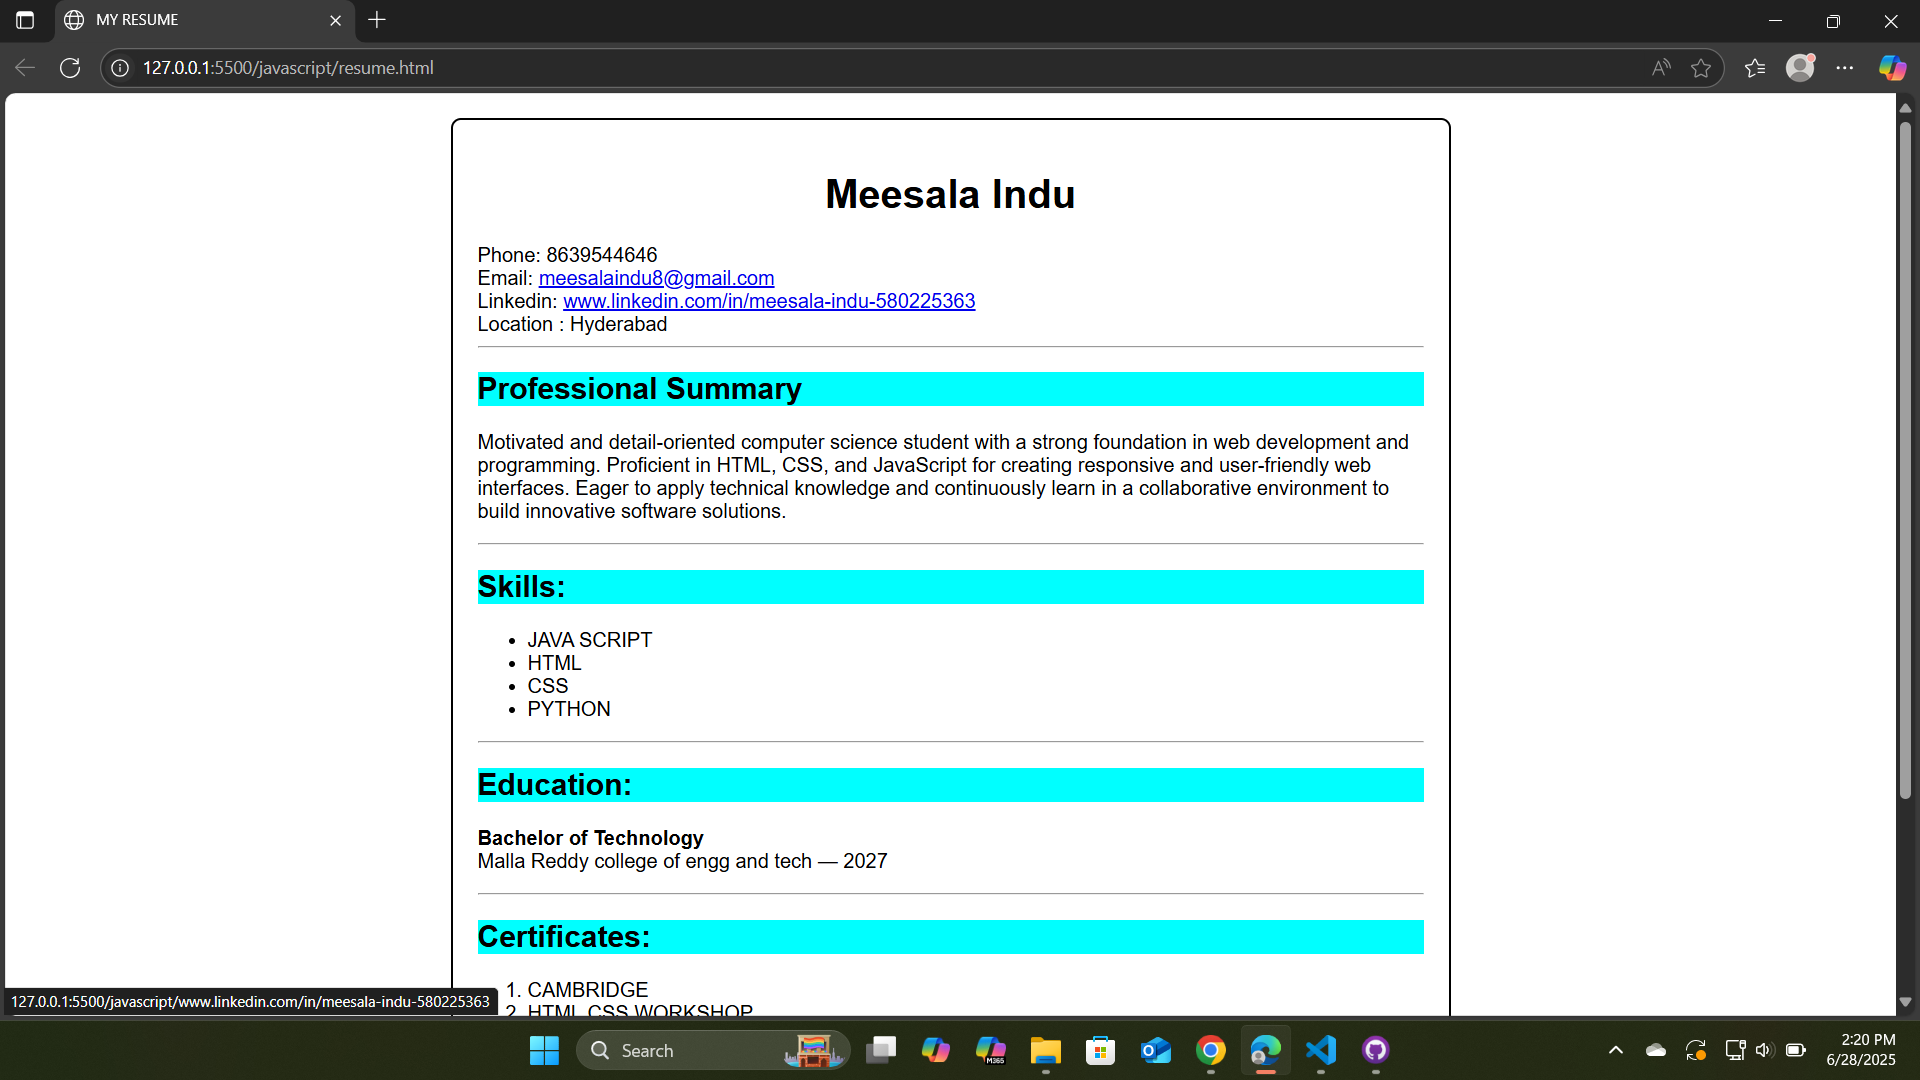 MY RESUME
127.0.0.1:5500/javascript/resume.html
Meesala Indu
Phone: 8639544646
Email: meesalaindu8@gmail.com
Linkedin: www.linkedin.com/in/meesala-indu-580225363
Location : Hyderabad
Professional Summary
Motivated and detail-oriented computer science student with a strong foundation in web development and
programming. Proficient in HTML, CSS, and JavaScript for creating responsive and user-friendly web
interfaces. Eager to apply technical knowledge and continuously learn in a collaborative environment to
build innovative software solutions.
Skills:
• JAVA SCRIPT
• HTML
• CSS
• PYTHON
Education:
Bachelor of Technology
Malla Reddy college of engg and tech — 2027
Certificates:
1. CAMBRIDGE
2. HTML CSS WORKSHOP
127.0.0.1:5500/javascript/www.linkedin.com/in/meesala-indu-580225363
Search
M365
2:20 PM
6/28/2025